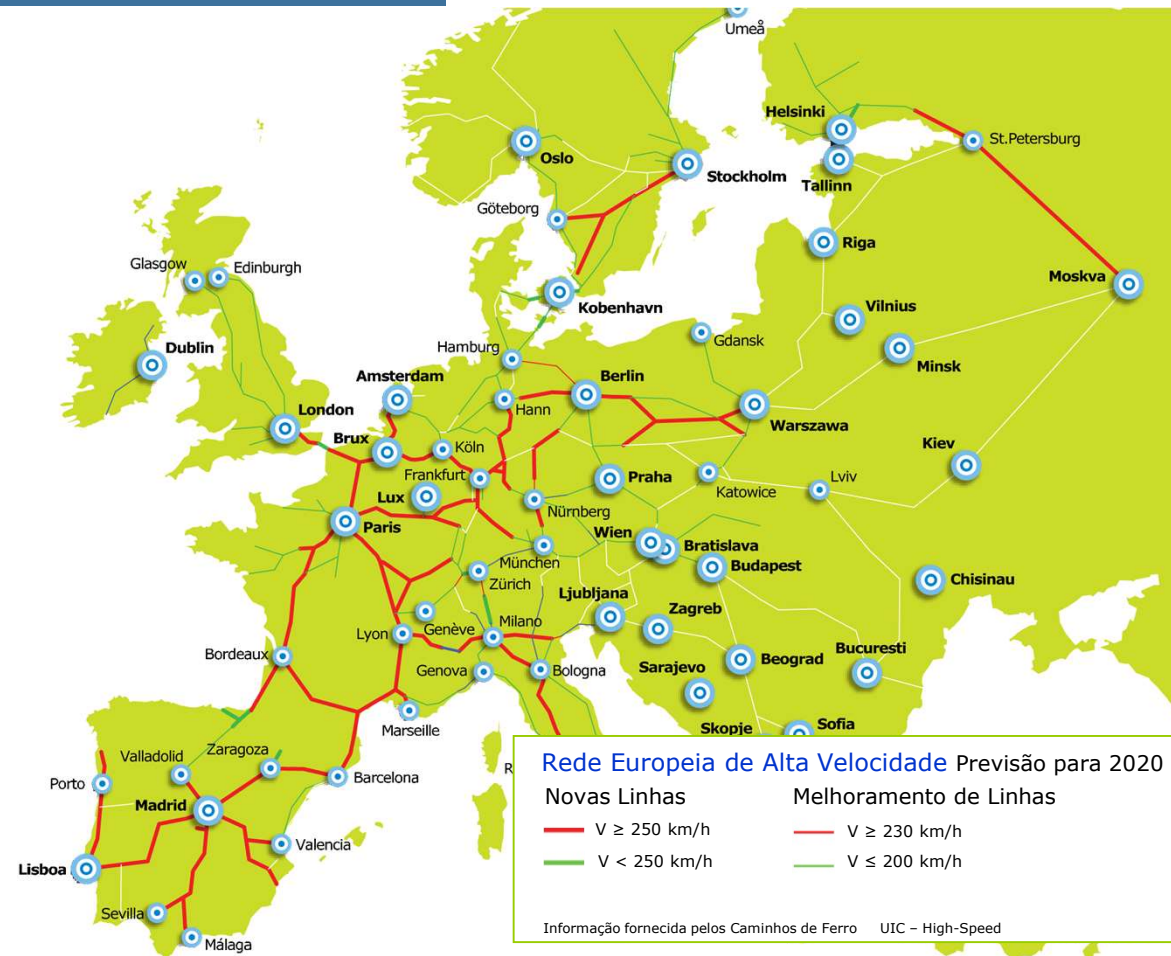 Umeå
Helsinki
St.Petersburg
Oslo
Stockholm
Tallinn
Göteborg
Riga
Glasgow
Edinburgh
Moskva
Kobenhavn
Vilnius
Gdansk
Dublin
Hamburg
Minsk
Amsterdam
Berlin
London
Hann
Warszawa
Brux
Köln
Kiev
Frankfurt
Praha
Katowice
Lviv
Lux
Nürnberg
Paris
Wien
Bratislava
München
Budapest
Zürich
Chisinau
Ljubljana
Zagreb
Milano
Genève
Lyon
Bucuresti
Bordeaux
Beograd
Sarajevo
Genova
Bologna
Marseille
Skopje
Sofia
Valladolid
Zaragoza
R
Barcelona
Porto
Madrid
Valencia
Lisboa
Sevilla
Málaga
Rede Europeia de Alta Velocidade Previsão para 2020
Novas Linhas Melhoramento de Linhas
V ≥ 250 km/h V ≥ 230 km/h
V < 250 km/h V ≤ 200 km/h
Informação fornecida pelos Caminhos de Ferro UIC – High-Speed